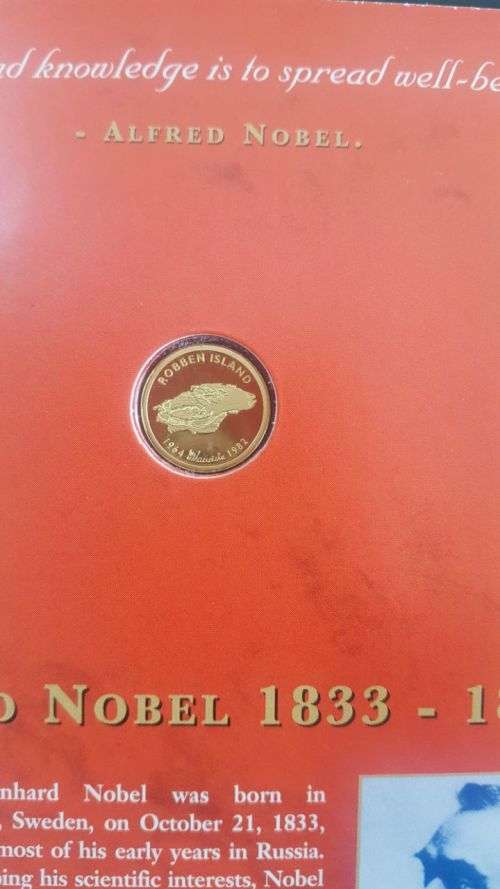 knowledge is to spread well-be
- ALFRED NOBEL.
ROBBEN ISLAND
1964 Mandela 1982
D NOBEL 1833 - 1
nhard Nobel was born in
, Sweden, on October 21, 1833,
most of his early years in Russia.
ping his scientific interests, Nobel